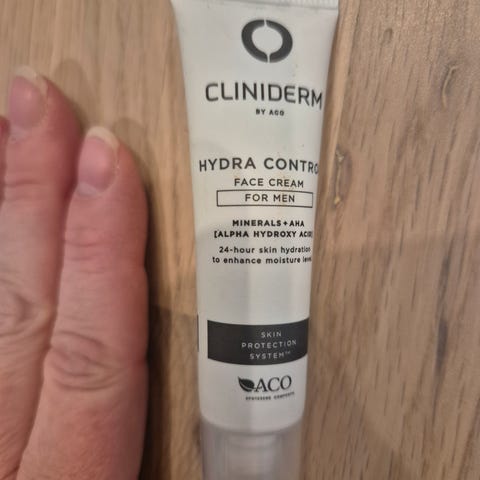 CLINIDERM
BY ACO
HYDRA CONTRO
FACE CREAM
FOR MEN
MINERALS + AHA
[ALPHA HYDROXY ACID
24-hour skin hydration
to enhance moisture level
SKIN
PROTECTION
SYSTEM™
ACO